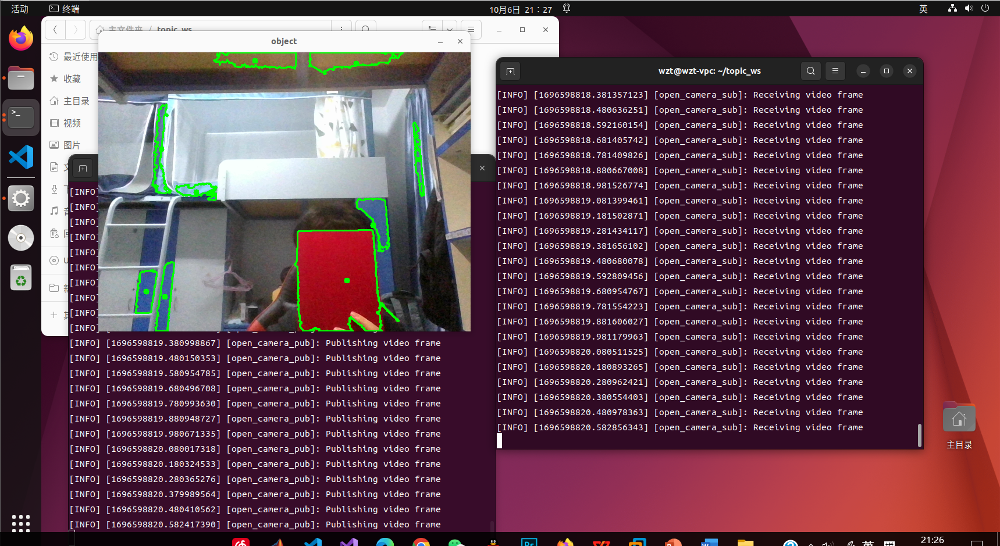 活动
终端
10月6日 21：27
英
主文件夹 / topic_ws
最近使用
收藏
主目录
视频
图片
object
[INFO]
[INFO]
[INFO]
[INFO]
[INFO]
[INFO]
[INFO]
[INFO]
[INFO]
[INFO]
[INFO] [1696598819.380998867] [open_camera_pub]: Publishing video frame
[INFO] [1696598819.480150353] [open_camera_pub]: Publishing video frame
[INFO] [1696598819.580954785] [open_camera_pub]: Publishing video frame
[INFO] [1696598819.680496708] [open_camera_pub]: Publishing video frame
[INFO] [1696598819.780993630] [open_camera_pub]: Publishing video frame
[INFO] [1696598819.880948727] [open_camera_pub]: Publishing video frame
[INFO] [1696598819.980671335] [open_camera_pub]: Publishing video frame
[INFO] [1696598820.080017318] [open_camera_pub]: Publishing video frame
[INFO] [1696598820.180324533] [open_camera_pub]: Publishing video frame
[INFO] [1696598820.280365276] [open_camera_pub]: Publishing video frame
[INFO] [1696598820.379989564] [open_camera_pub]: Publishing video frame
[INFO] [1696598820.480410562] [open_camera_pub]: Publishing video frame
[INFO] [1696598820.582417390] [open_camera_pub]: Publishing video frame
wzt@wzt-vpc: ~/topic_ws
[INFO] [1696598818.381357123] [open_camera_sub]: Receiving video frame
[INFO] [1696598818.480636251] [open_camera_sub]: Receiving video frame
[INFO] [1696598818.592160154] [open_camera_sub]: Receiving video frame
[INFO] [1696598818.681405742] [open_camera_sub]: Receiving video frame
[INFO] [1696598818.781409826] [open_camera_sub]: Receiving video frame
[INFO] [1696598818.880667008] [open_camera_sub]: Receiving video frame
[INFO] [1696598818.981526774] [open_camera_sub]: Receiving video frame
[INFO] [1696598819.081399461] [open_camera_sub]: Receiving video frame
[INFO] [1696598819.181502871] [open_camera_sub]: Receiving video frame
[INFO] [1696598819.281434117] [open_camera_sub]: Receiving video frame
[INFO] [1696598819.381656102] [open_camera_sub]: Receiving video frame
[INFO] [1696598819.480680078] [open_camera_sub]: Receiving video frame
[INFO] [1696598819.592809456] [open_camera_sub]: Receiving video frame
[INFO] [1696598819.680954767] [open_camera_sub]: Receiving video frame
[INFO] [1696598819.781554223] [open_camera_sub]: Receiving video frame
[INFO] [1696598819.881606027] [open_camera_sub]: Receiving video frame
[INFO] [1696598819.981179963] [open_camera_sub]: Receiving video frame
[INFO] [1696598820.080511525] [open_camera_sub]: Receiving video frame
[INFO] [1696598820.180893265] [open_camera_sub]: Receiving video frame
[INFO] [1696598820.280962421] [open_camera_sub]: Receiving video frame
[INFO] [1696598820.380554403] [open_camera_sub]: Receiving video frame
[INFO] [1696598820.480978363] [open_camera_sub]: Receiving video frame
[INFO] [1696598820.582856343] [open_camera_sub]: Receiving video frame
主目录
Ps
英
21:26